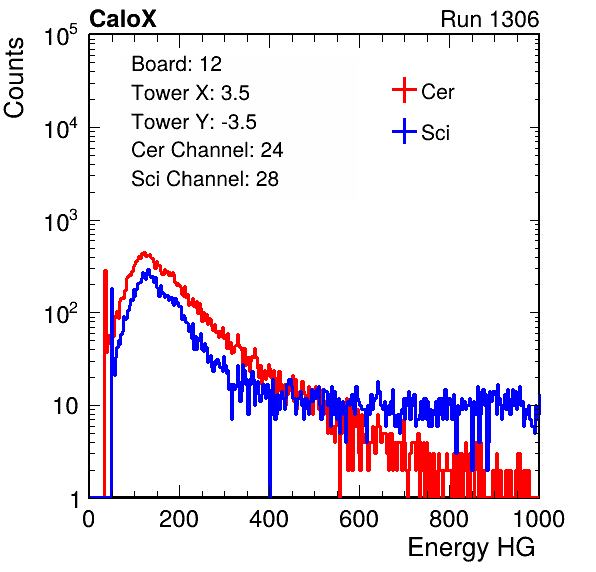 CaloX Run 1306
Counts
Board: 12
Tower X: 3.5
Tower Y: -3.5
Cer Channel: 24
Sci Channel: 28
Cer
Sci
10^5
10^4
10^3
10^2
10
1
0 200 400 600 800 1000
Energy HG